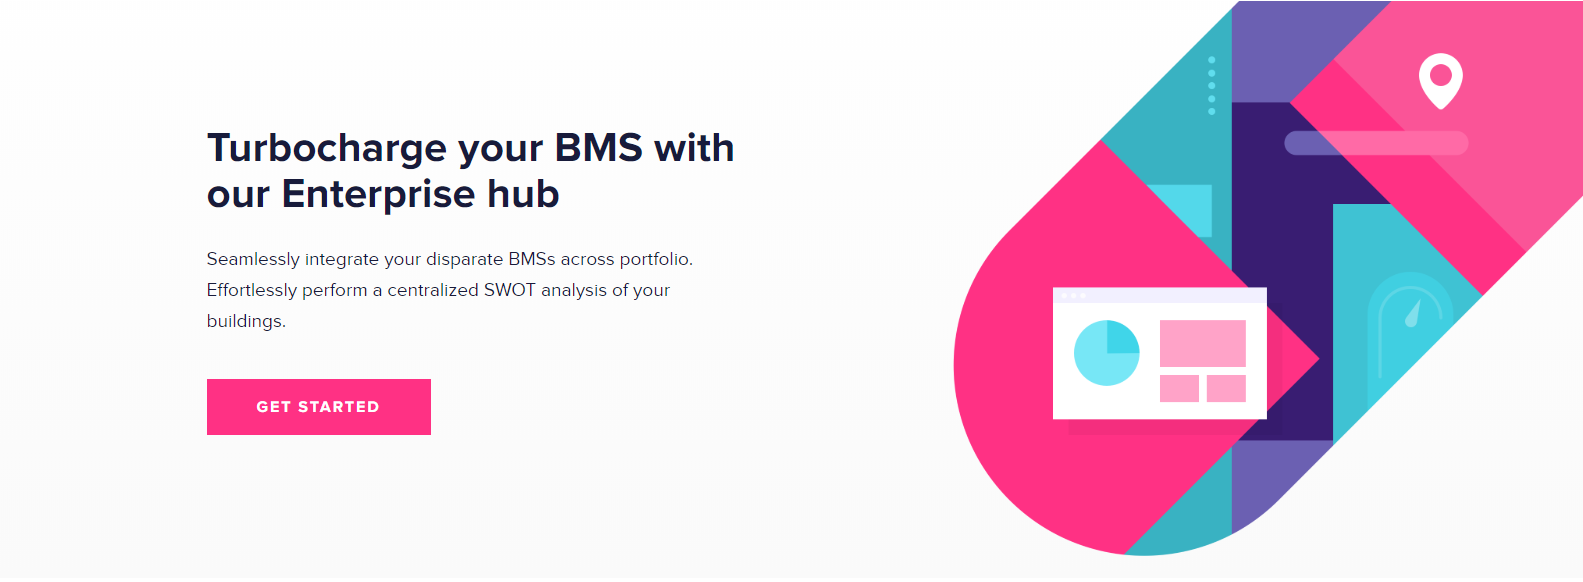 Turbocharge your BMS with
our Enterprise hub
Seamlessly integrate your disparate BMSs across portfolio.
Effortlessly perform a centralized SWOT analysis of your
buildings.
GET STARTED